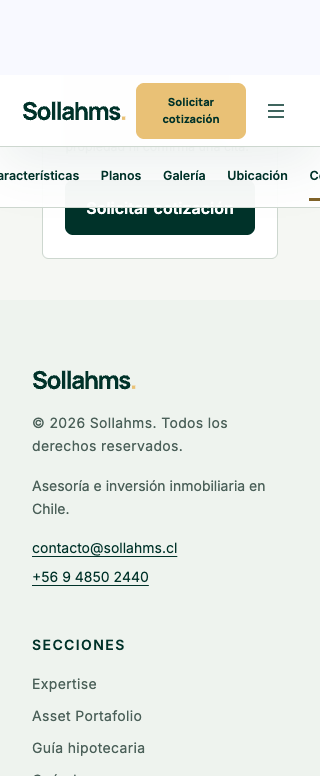 Sollahms.
Solicitar
cotización
Planos
Galería
Ubicación
Solicitar cotización
Sollahms.
© 2026 Sollahms. Todos los
derechos reservados.
Asesoría e inversión inmobiliaria en
Chile.
contacto@sollahms.cl
+56 9 4850 2440
SECCIONES
Expertise
Asset Portafolio
Guía hipotecaria